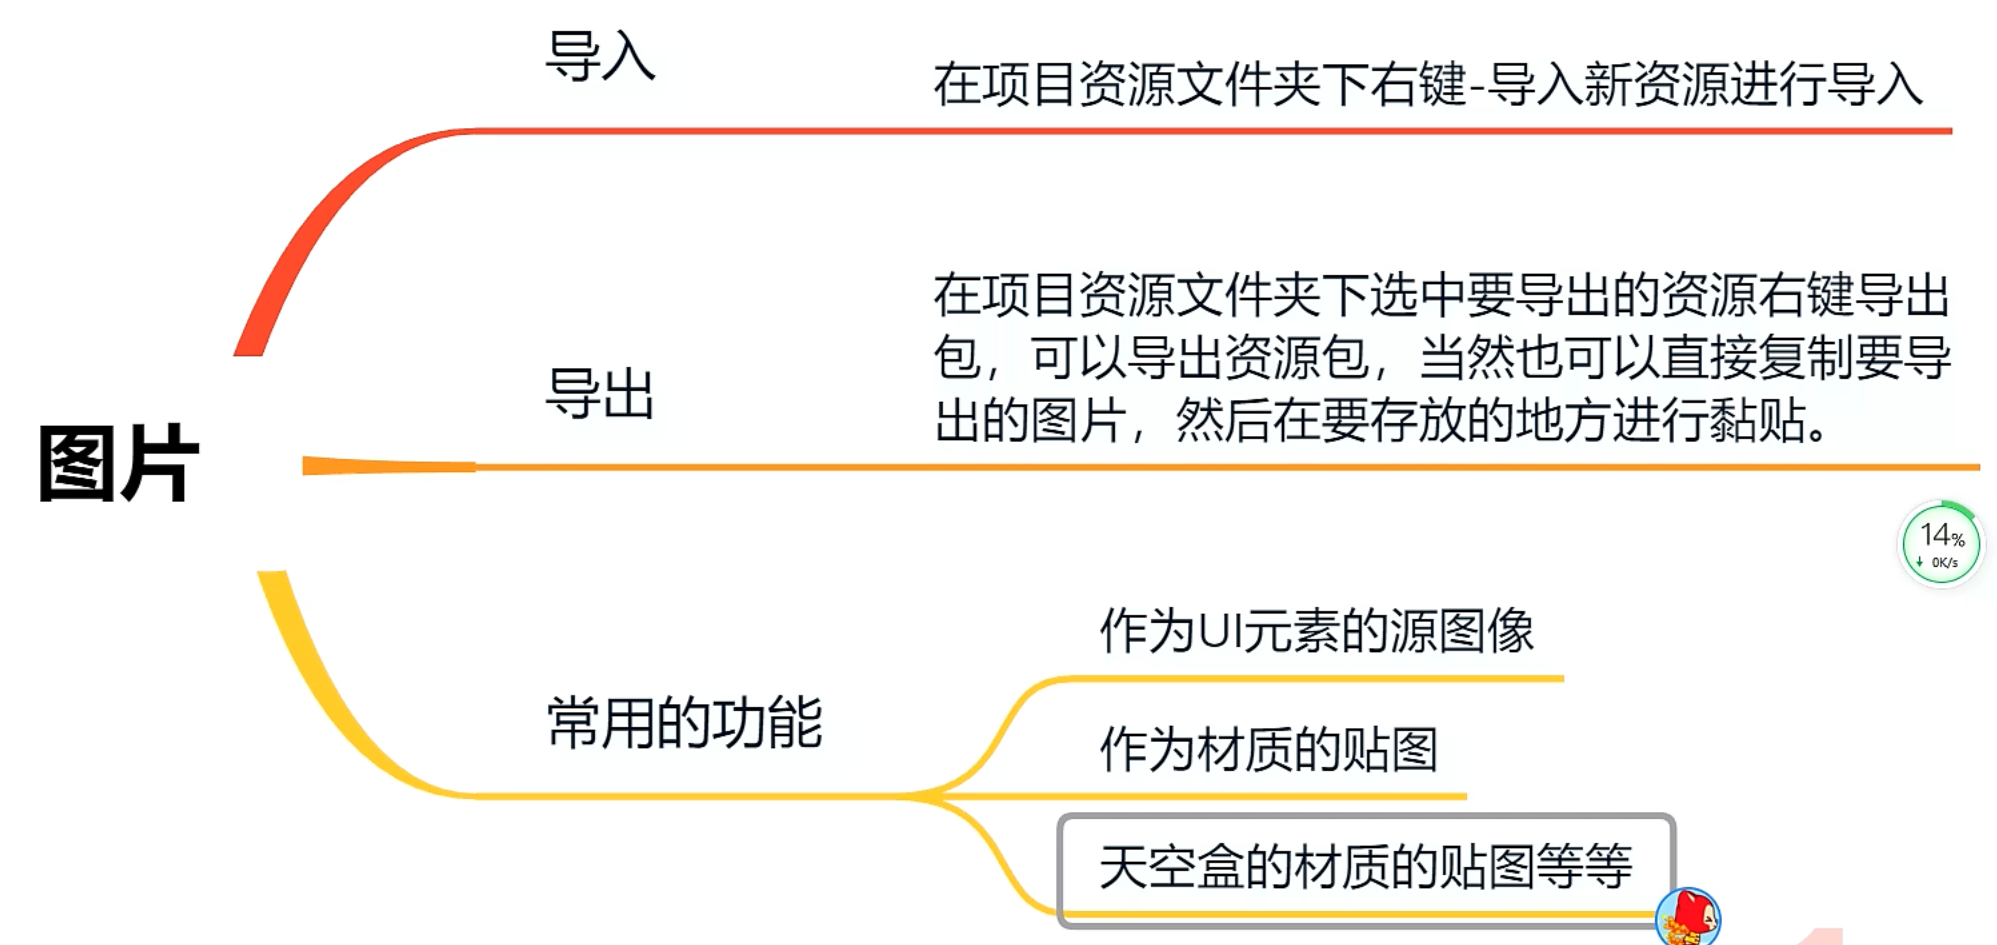 图片
导入
在项目资源文件夹下右键-导入新资源进行导入
导出
在项目资源文件夹下选中要导出的资源右键导出
包，可以导出资源包，当然也可以直接复制要导
出的图片，然后在要存放的地方进行黏贴。
常用的功能
作为UI元素的源图像
作为材质的贴图
天空盒的材质的贴图等等
14%
↓ 0K/s